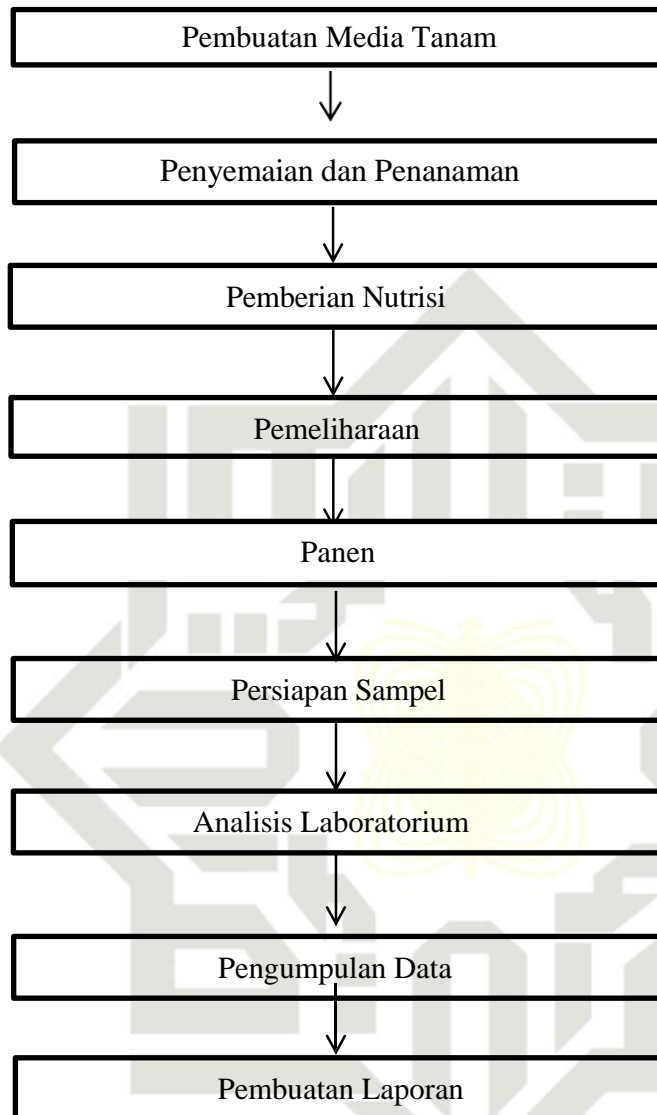 Pembuatan Media Tanam
Penyemaian dan Penanaman
Pemberian Nutrisi
Pemeliharaan
Panen
Persiapan Sampel
Analisis Laboratorium
Pengumpulan Data
Pembuatan Laporan